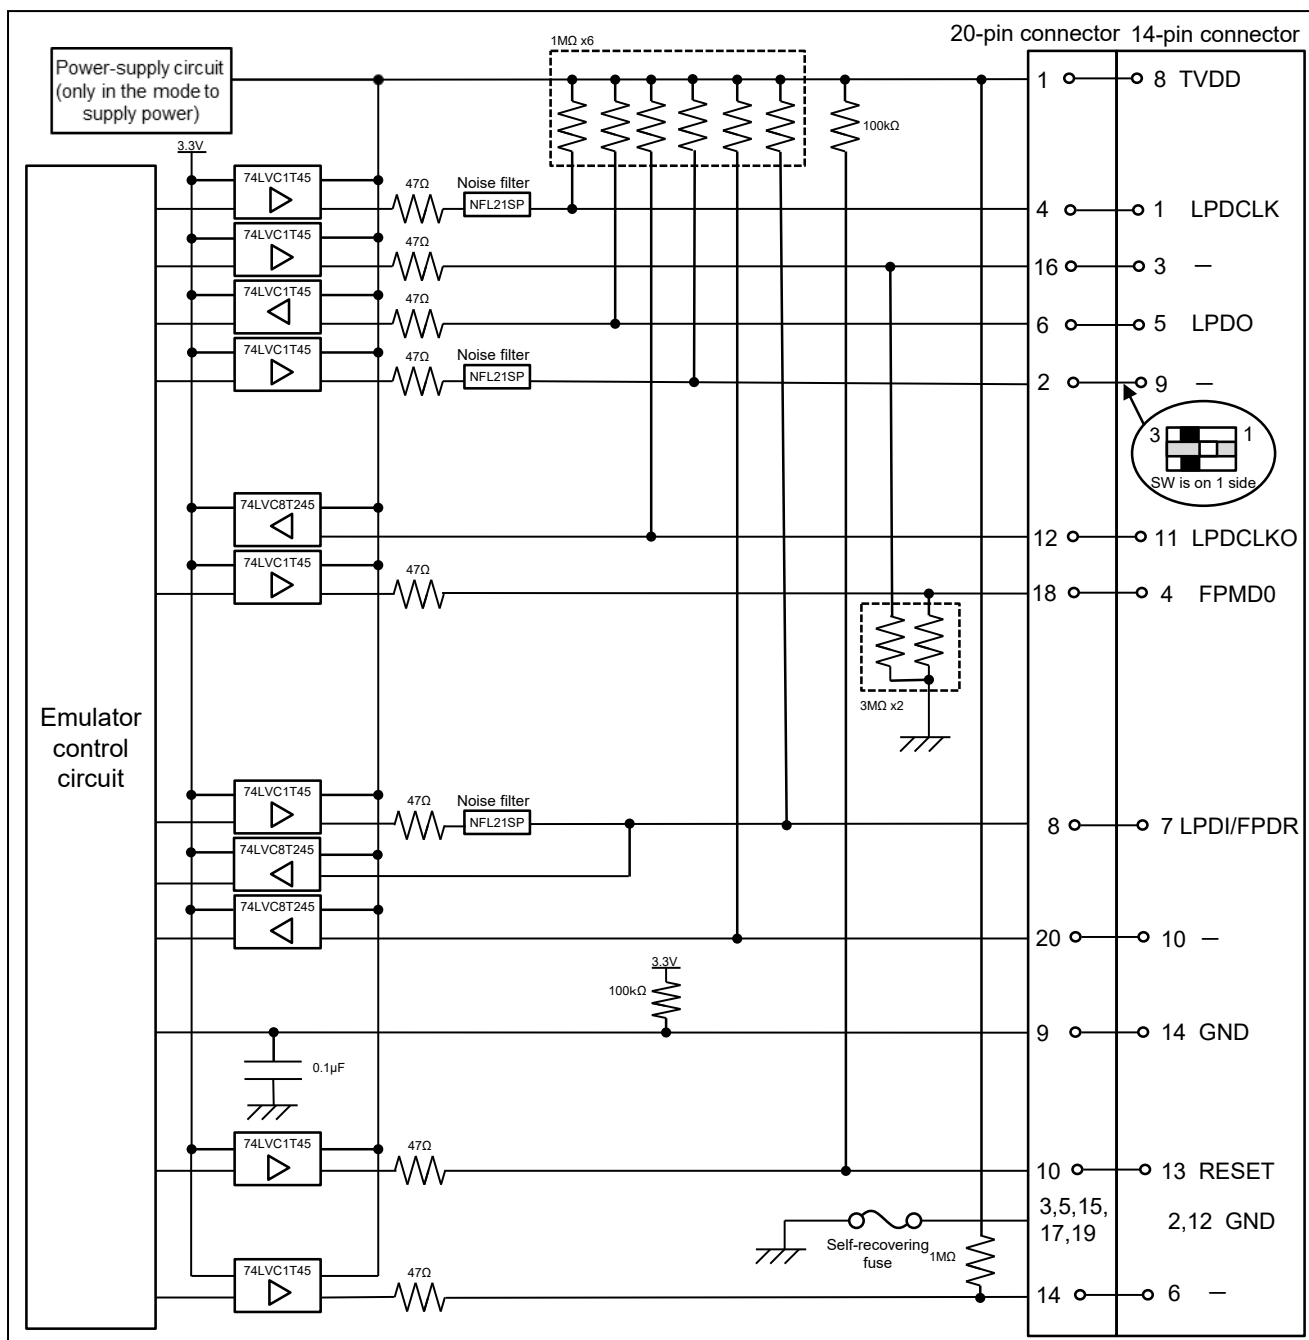 20-pin connector 14-pin connector
1MΩ x6
Power-supply circuit
(only in the mode to
supply power)
1 8 TVDD
100kΩ
3.3V
74LVC1T45
47Ω
Noise filter
NFL21SP
4 1 LPDCLK
74LVC1T45
47Ω
16 3 —
74LVC1T45
47Ω
6 5 LPDO
74LVC1T45
47Ω
Noise filter
NFL21SP
2 9 —
3 1
SW is on 1 side
74LVC8T245
12 11 LPDCLKO
74LVC1T45
47Ω
18 4 FPMD0
3MΩ x2
Emulator
control
circuit
74LVC1T45
47Ω
Noise filter
NFL21SP
8 7 LPDI/FPDR
74LVC8T245
74LVC8T245
20 10 —
3.3V
100kΩ
9 14 GND
0.1µF
74LVC1T45
47Ω
10 13 RESET
3,5,15,
17,19
2,12 GND
Self-recovering
fuse
1MΩ
74LVC1T45
47Ω
14 6 —